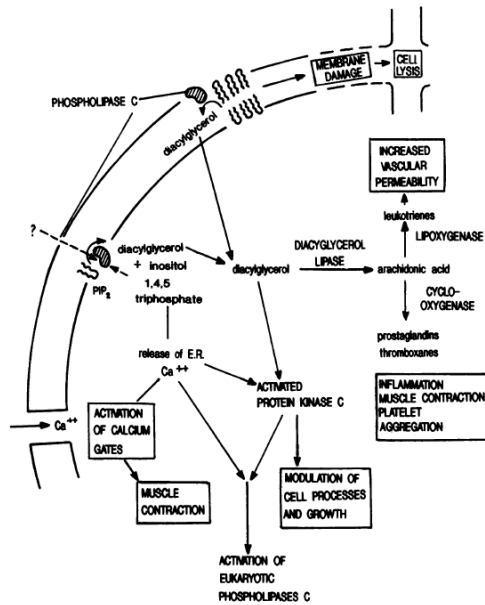 MEMBRANE
DAMAGE
CELL
LYSIS
PHOSPHOLIPASE C
diacylglycerol
INCREASED
VASCULAR
PERMEABILITY
leukotrienes
LIPOXYGENASE
?
diacylglycerol
+ inositol
1,4,5
triphosphate
PIP2
diacylglycerol
DIACYGLYCEROL
LIPASE
arachidonic acid
CYCLO-
OXYGENASE
prostaglandins
thromboxanes
release of E.R.
Ca++
ACTIVATED
PROTEIN KINASE C
INFLAMMATION
MUSCLE CONTRACTION
PLATELET
AGGREGATION
Ca++
ACTIVATION
OF CALCIUM
GATES
MUSCLE
CONTRACTION
MODULATION OF
CELL PROCESSES
AND GROWTH
ACTIVATION OF
EUKARYOTIC
PHOSPHOLIPASES C